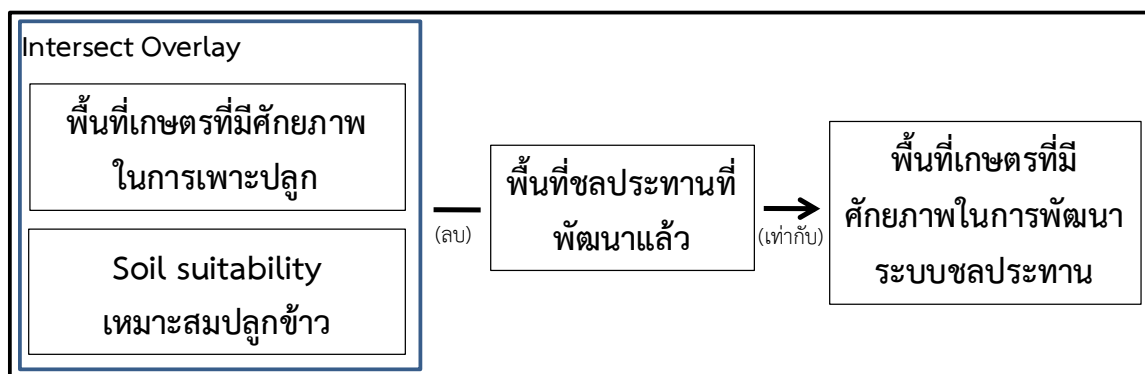 Intersect Overlay
พื้นที่เกษตรที่มีศักยภาพ
ในการเพาะปลูก
Soil suitability
เหมาะสมปลูกข้าว
(ลบ)
พื้นที่ชลประทานที่
พัฒนาแล้ว
(เท่ากับ)
พื้นที่เกษตรที่มี
ศักยภาพในการพัฒนา
ระบบชลประทาน